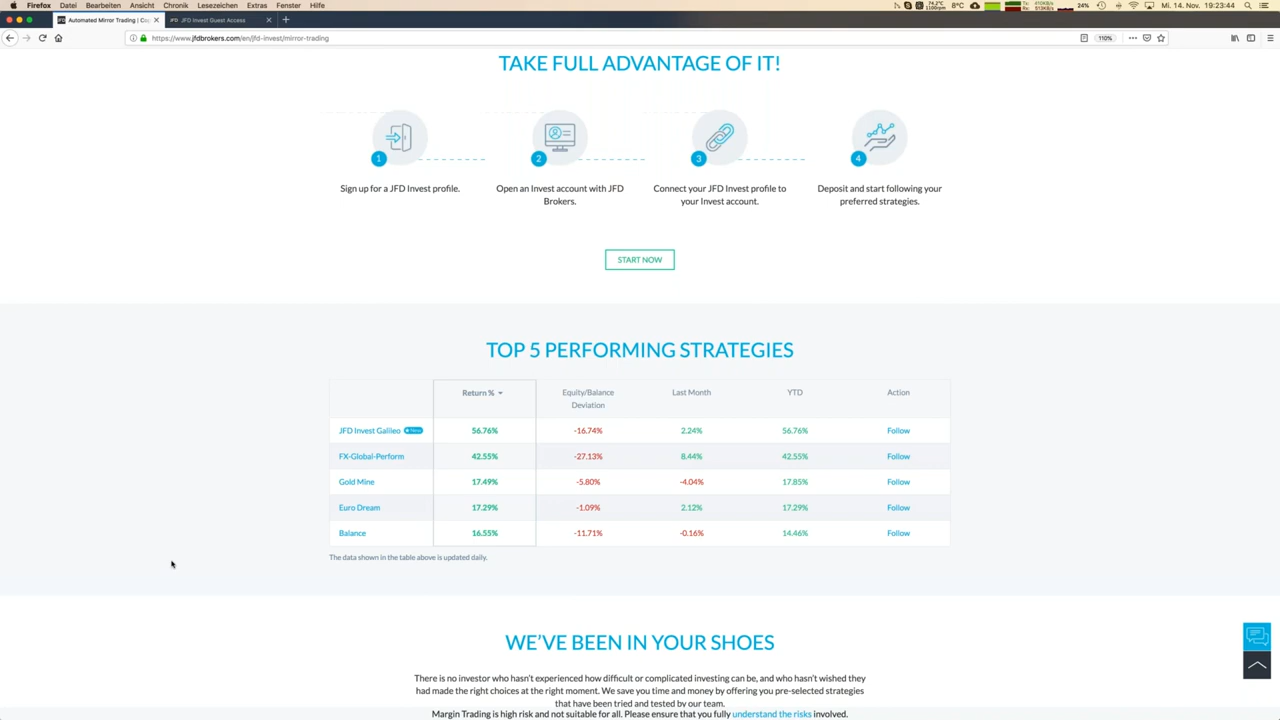 Firefox Datei Bearbeiten Ansicht Chronik Lesezeichen Extras Fenster Hilfe
8°C 24% Mi. 14. Nov. 19:23:44
Automated Mirror Trading | Co
JFD Invest Guest Access
https://www.jfdbrokers.com/en/jfd-invest/mirror-trading
110%
TAKE FULL ADVANTAGE OF IT!
1 2 3 4
Sign up for a JFD Invest profile.
Open an Invest account with JFD
Brokers.
Connect your JFD Invest profile to
your Invest account.
Deposit and start following your
preferred strategies.
START NOW
TOP 5 PERFORMING STRATEGIES
Return % Equity/Balance Deviation Last Month YTD Action
JFD Invest Galileo New 56.76% -16.74% 2.24% 56.76% Follow
FX-Global-Perform 42.55% -27.13% 8.44% 42.55% Follow
Gold Mine 17.49% -5.80% -4.04% 17.85% Follow
Euro Dream 17.29% -1.09% 2.12% 17.29% Follow
Balance 16.55% -11.71% -0.16% 14.46% Follow
The data shown in the table above is updated daily.
WE'VE BEEN IN YOUR SHOES
There is no investor who hasn't experienced how difficult or complicated investing can be, and who hasn't wished they
had made the right choices at the right moment. We save you time and money by offering you pre-selected strategies
that have been tried and tested by our team.
Margin Trading is high risk and not suitable for all. Please ensure that you fully understand the risks involved.